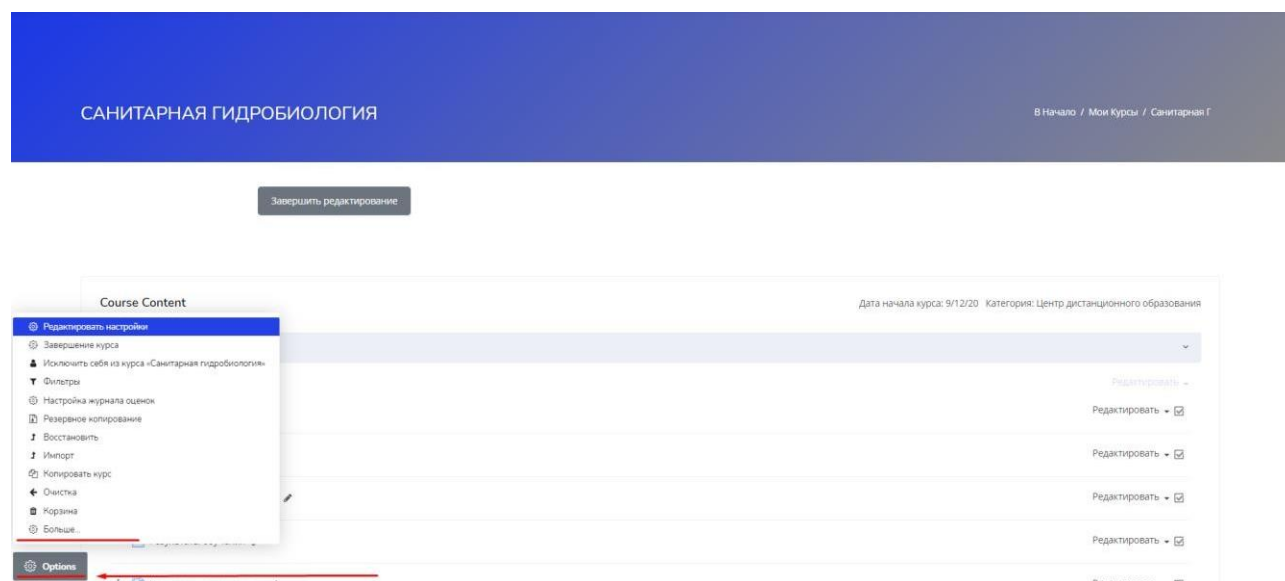 САНИТАРНАЯ ГИДРОБИОЛОГИЯ
В Начало / Мои Курсы / Санитарная Г
Завершить редактирование
Course Content
Дата начала курса: 9/12/20 Категория: Центр дистанционного образования
Редактировать настройки
Завершение курса
Исключить себя из курса «Санитарная гидробиология»
Фильтры
Настройка журнала оценок
Резервное копирование
Восстановить
Импорт
Копировать курс
Очистка
Корзина
Больше...
Редактировать
Редактировать
Редактировать
Редактировать
Редактировать
Options